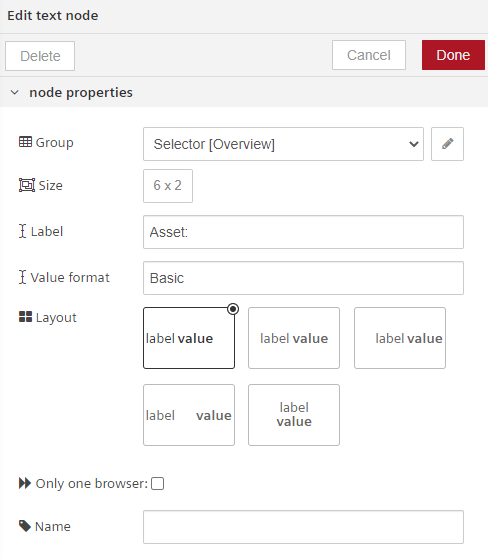 Edit text node
Delete Cancel Done
node properties
Group Selector [Overview]
Size 6 x 2
Label Asset:
Value format Basic
Layout label value label value label value
label value label value
Only one browser:
Name